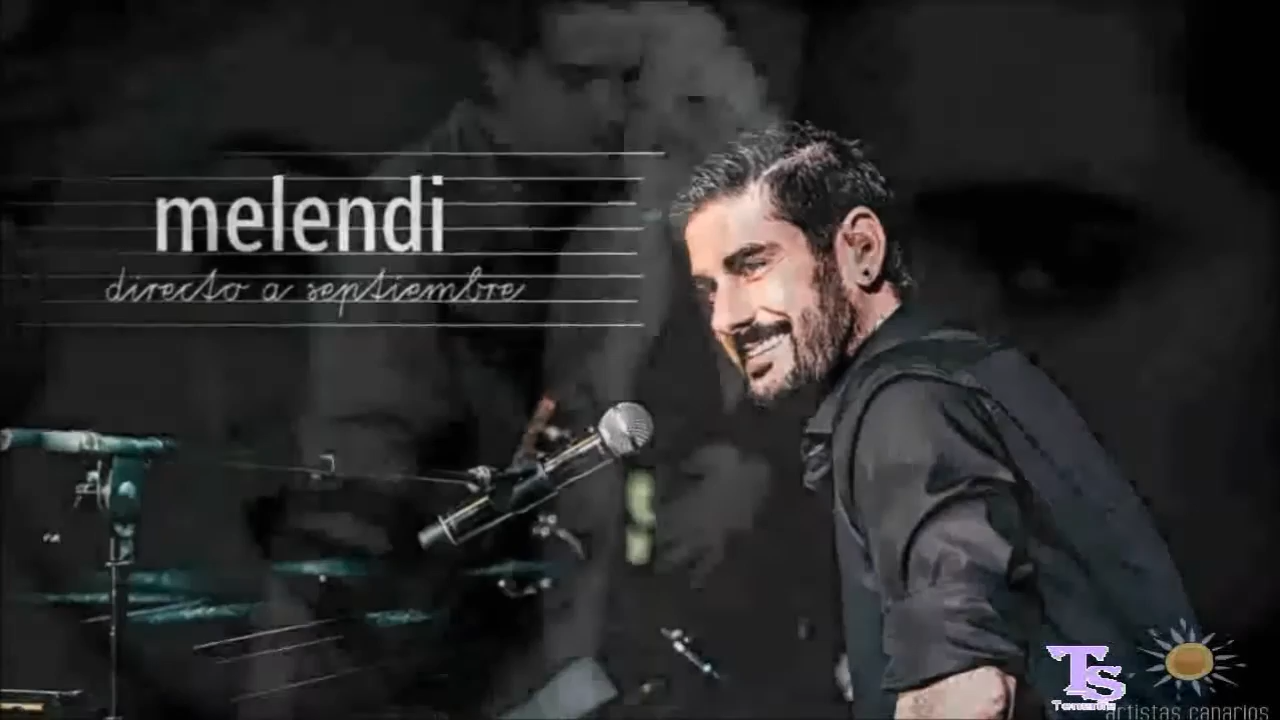 melendi
directo a septiembre
TS
Tenerife
artistas canarios